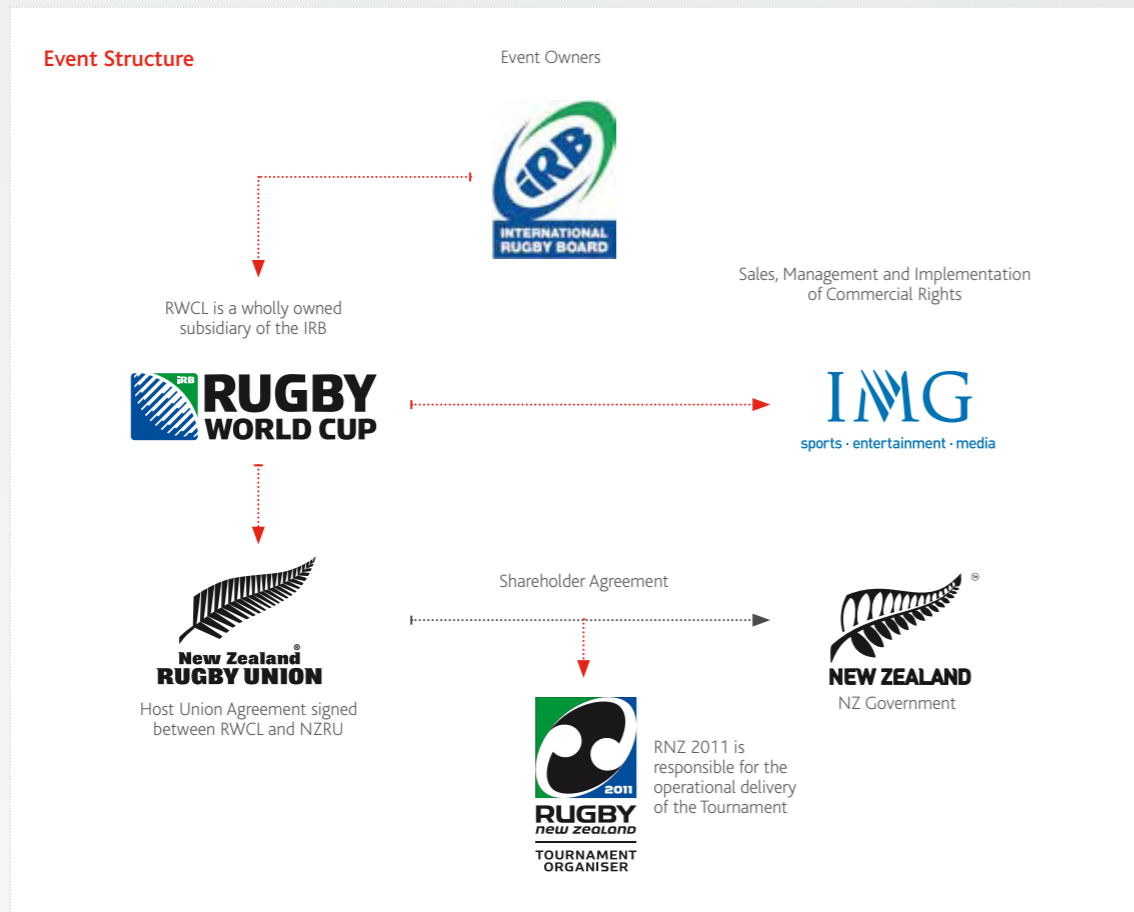 Event Structure
Event Owners
iRB
INTERNATIONAL
RUGBY BOARD
Sales, Management and Implementation
of Commercial Rights
RWCL is a wholly owned
subsidiary of the IRB
iRB
RUGBY
WORLD CUP
IMG
sports · entertainment · media
Shareholder Agreement
New Zealand®
RUGBY UNION
Host Union Agreement signed
between RWCL and NZRU
TM
NEW ZEALAND
NZ Government
2011
RUGBY
new zealand
TOURNAMENT
ORGANISER
RNZ 2011 is
responsible for the
operational delivery
of the Tournament